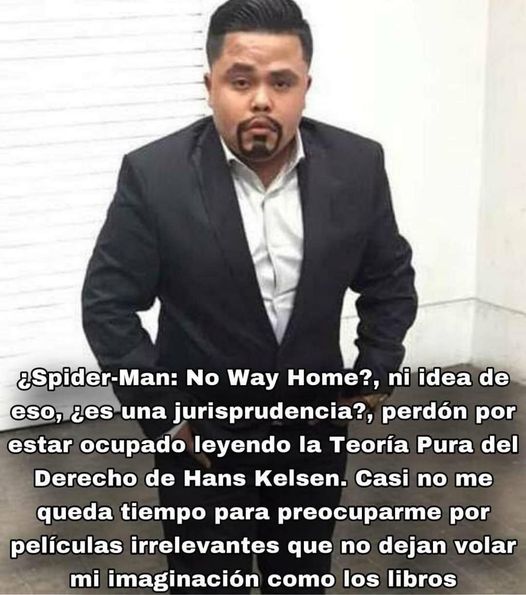 ¿Spider-Man: No Way Home?, ni idea de
eso, ¿es una jurisprudencia?, perdón por
estar ocupado leyendo la Teoría Pura del
Derecho de Hans Kelsen. Casi no me
queda tiempo para preocuparme por
películas irrelevantes que no dejan volar
mi imaginación como los libros